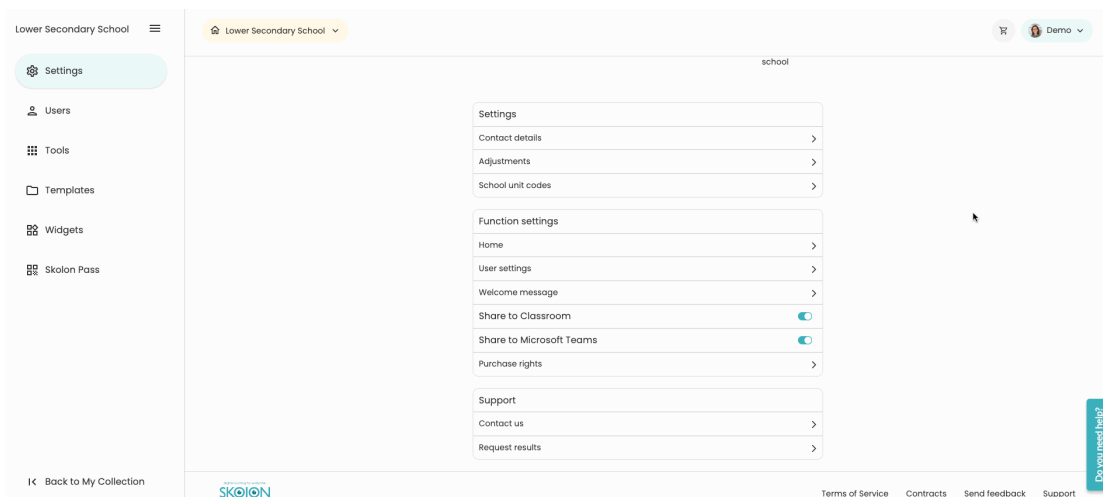 Lower Secondary School
Lower Secondary School
Demo
Settings
Users
Tools
Templates
Widgets
Skolon Pass
Back to My Collection
school
Settings
Contact details
Adjustments
School unit codes
Function settings
Home
User settings
Welcome message
Share to Classroom
Share to Microsoft Teams
Purchase rights
Support
Contact us
Request results
Do you need help?
SKOLON
Terms of Service
Contracts
Send feedback
Support